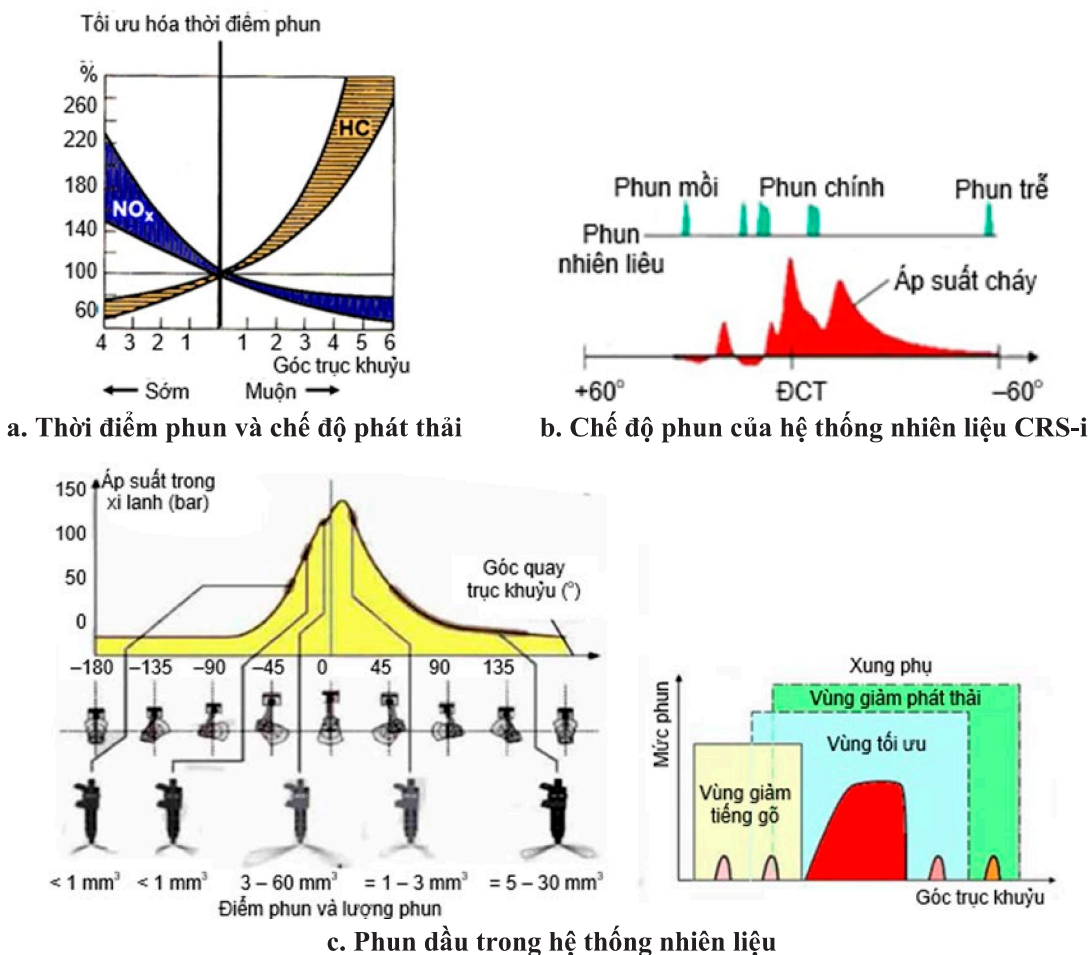 Tối ưu hóa thời điểm phun
%
260
220
180
140
100
60
NOx
HC
4 3 2 1 1 2 3 4 5 6
Góc trục khuỷu
Sớm Muộn
a. Thời điểm phun và chế độ phát thải
Phun mồi Phun chính Phun trễ
Phun
nhiên liêu
Áp suất cháy
+60° ĐCT –60°
b. Chế độ phun của hệ thống nhiên liệu CRS-i
150
100
50
0
Áp suất trong
xi lanh (bar)
Góc quay
trục khuỷu (°)
–180 –135 –90 –45 0 45 90 135
< 1 mm³ < 1 mm³ 3 – 60 mm³ = 1 – 3 mm³ = 5 – 30 mm³
Điểm phun và lượng phun
Xung phụ
Mức phun
Vùng giảm phát thải
Vùng tối ưu
Vùng giảm
tiếng gõ
Góc trục khuỷu
c. Phun dầu trong hệ thống nhiên liệu